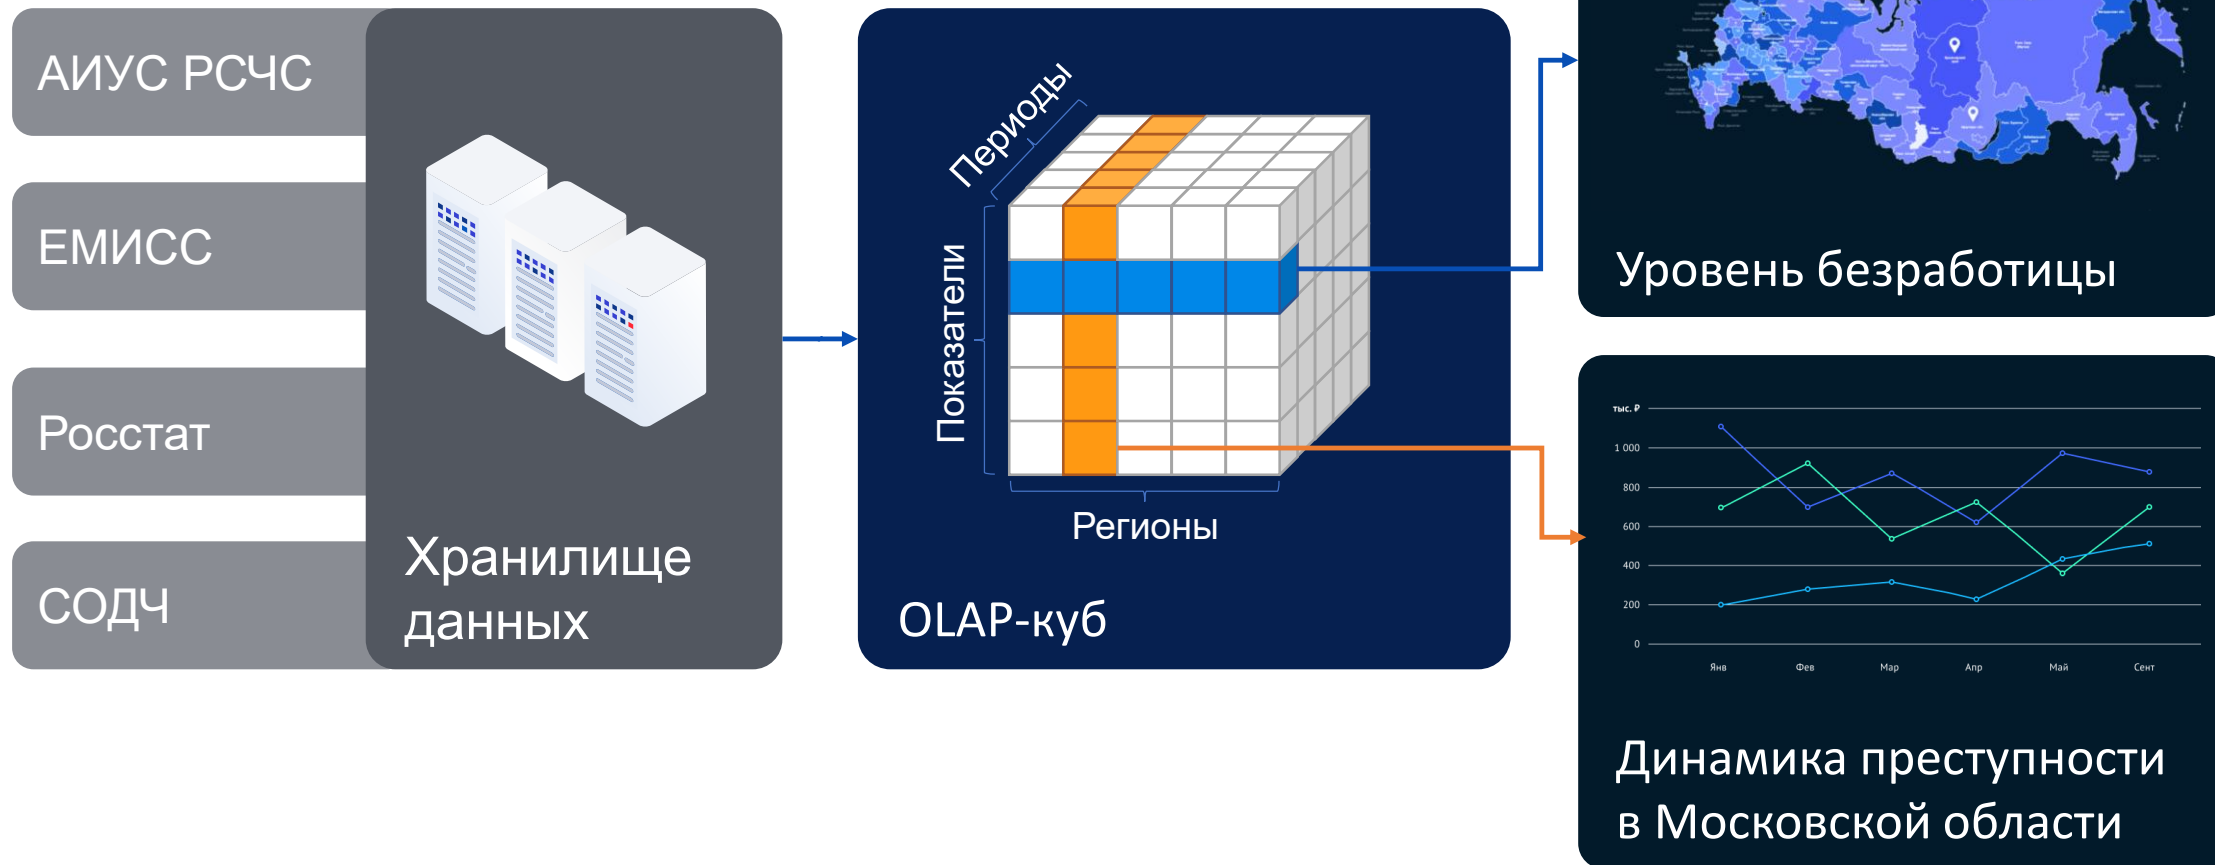 АИУС РСЧС
ЕМИСС
Росстат
СОДЧ
Хранилище
данных
Периоды
Показатели
Регионы
OLAP-куб
Уровень безработицы
тыс. ₽
1 000
800
600
400
200
0
Янв
Фев
Мар
Апр
Май
Сент
Динамика преступности
в Московской области